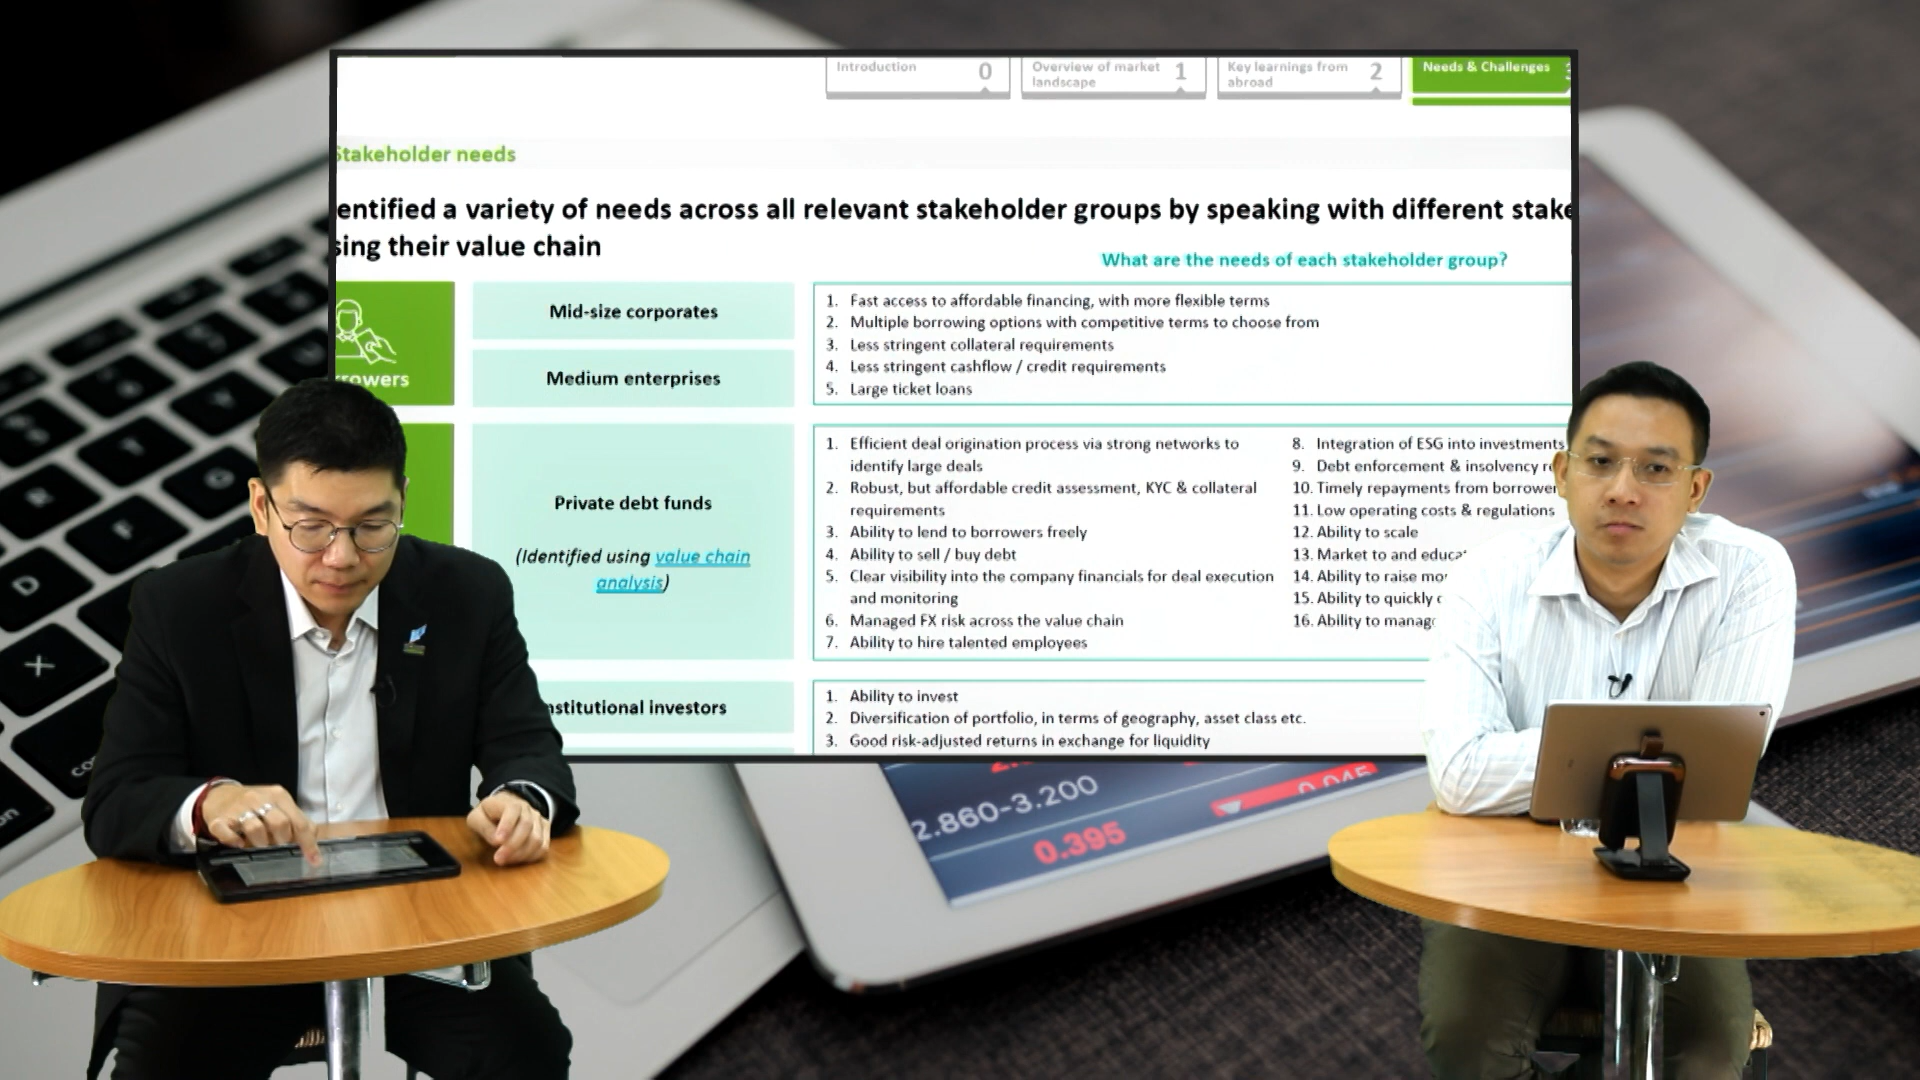 Introduction 0
Overview of market landscape 1
Key learnings from abroad 2
Needs & Challenges
Stakeholder needs
entified a variety of needs across all relevant stakeholder groups by speaking with different stake
sing their value chain
What are the needs of each stakeholder group?
rrowers
Mid-size corporates
Medium enterprises
1. Fast access to affordable financing, with more flexible terms
2. Multiple borrowing options with competitive terms to choose from
3. Less stringent collateral requirements
4. Less stringent cashflow / credit requirements
5. Large ticket loans
Private debt funds
(Identified using value chain
analysis)
1. Efficient deal origination process via strong networks to
identify large deals
2. Robust, but affordable credit assessment, KYC & collateral
requirements
3. Ability to lend to borrowers freely
4. Ability to sell / buy debt
5. Clear visibility into the company financials for deal execution
and monitoring
6. Managed FX risk across the value chain
7. Ability to hire talented employees
8. Integration of ESG into investments
9. Debt enforcement & insolvency
10. Timely repayments from borrower
11. Low operating costs & regulations
12. Ability to scale
13. Market to and educat
14. Ability to raise mo
15. Ability to quickly
16. Ability to manag
nstitutional investors
1. Ability to invest
2. Diversification of portfolio, in terms of geography, asset class etc.
3. Good risk-adjusted returns in exchange for liquidity
2.860-3.200
0.395
0.045
R
F
D